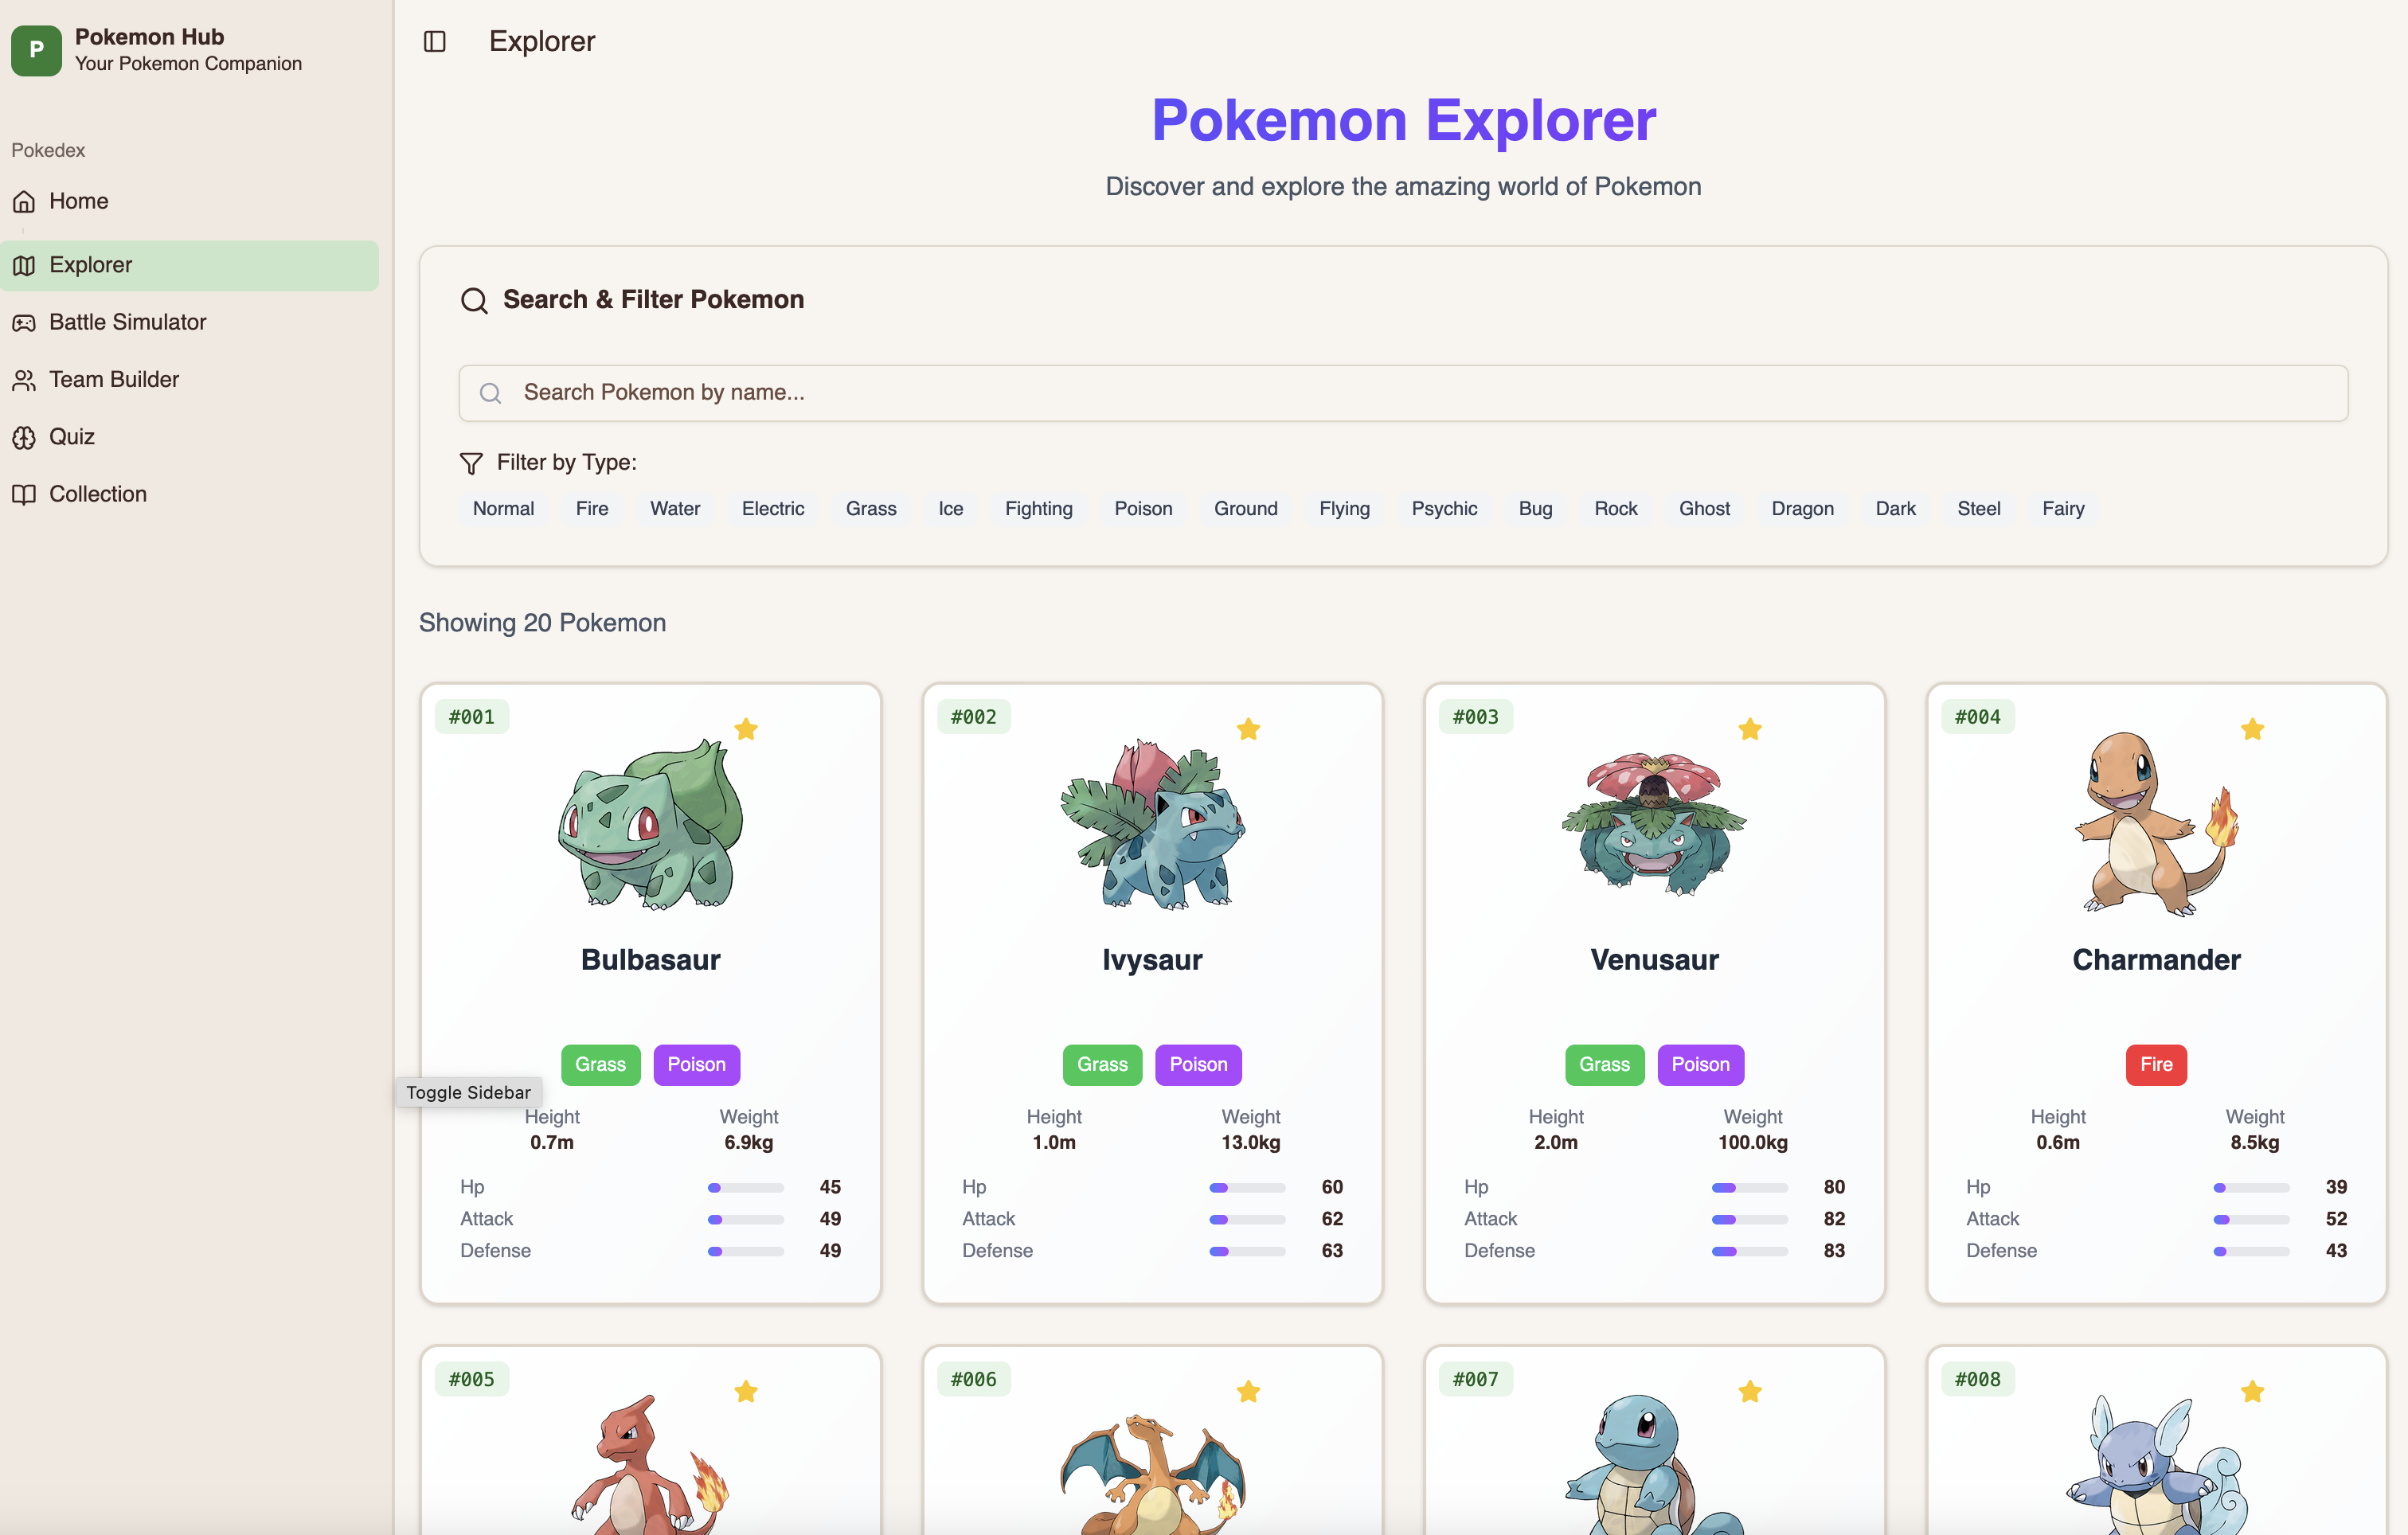 P
Pokemon Hub
Your Pokemon Companion
Pokedex
Home
Explorer
Battle Simulator
Team Builder
Quiz
Collection
Explorer
Pokemon Explorer
Discover and explore the amazing world of Pokemon
Search & Filter Pokemon
Search Pokemon by name...
Filter by Type:
Normal Fire Water Electric Grass Ice Fighting Poison Ground Flying Psychic Bug Rock Ghost Dragon Dark Steel Fairy
Showing 20 Pokemon
#001
Bulbasaur
Grass Poison
Toggle Sidebar
Height Weight
0.7m 6.9kg
Hp 45
Attack 49
Defense 49
#002
Ivysaur
Grass Poison
Height Weight
1.0m 13.0kg
Hp 60
Attack 62
Defense 63
#003
Venusaur
Grass Poison
Height Weight
2.0m 100.0kg
Hp 80
Attack 82
Defense 83
#004
Charmander
Fire
Height Weight
0.6m 8.5kg
Hp 39
Attack 52
Defense 43
#005
#006
#007
#008